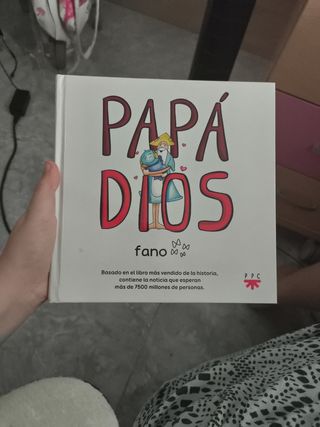 PAPÁ
DIOS
fano
Basado en el libro más vendido de la historia,
contiene la noticia que esperan
más de 7500 millones de personas.
PPC